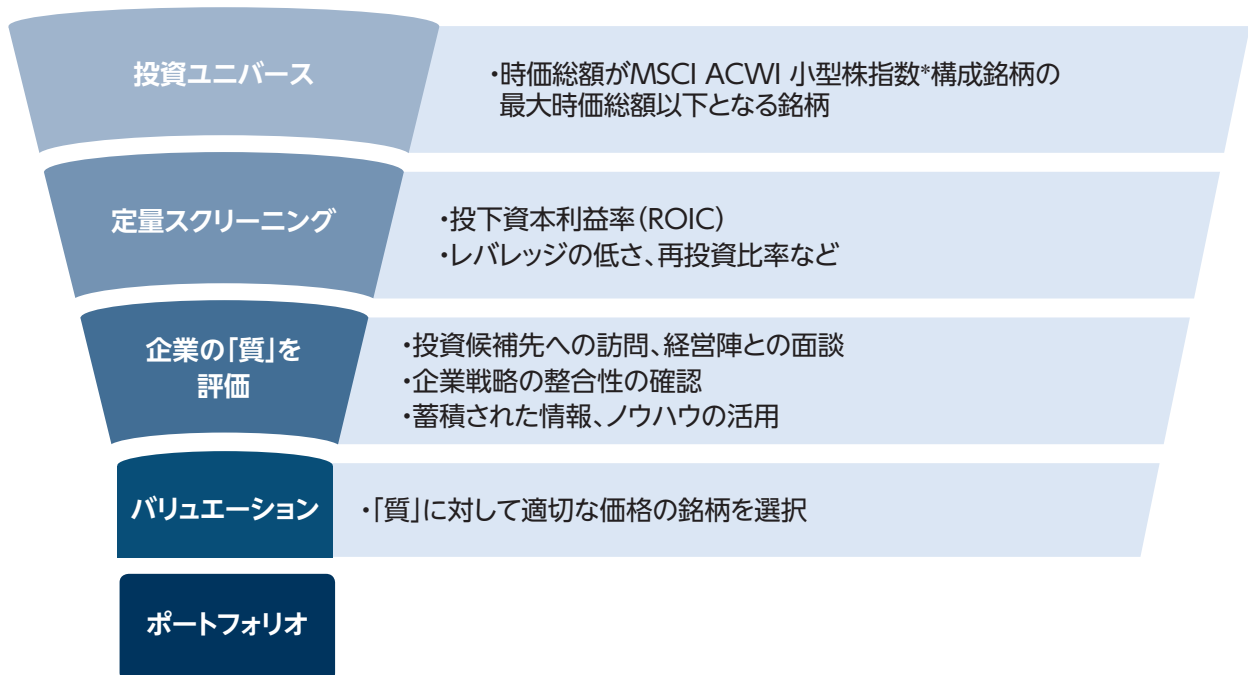 投資ユニバース
・時価総額がMSCI ACWI 小型株指数*構成銘柄の
最大時価総額以下となる銘柄
定量スクリーニング
・投下資本利益率（ROIC）
・レバレッジの低さ、再投資比率など
企業の「質」を
評価
・投資候補先への訪問、経営陣との面談
・企業戦略の整合性の確認
・蓄積された情報、ノウハウの活用
バリュエーション
・「質」に対して適切な価格の銘柄を選択
ポートフォリオ